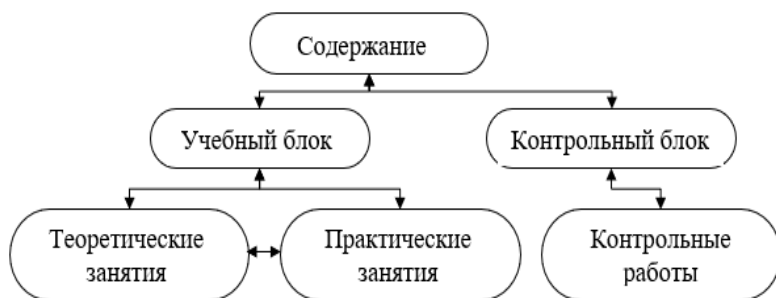 Содержание
Учебный блок
Контрольный блок
Теоретические
занятия
Практические
занятия
Контрольные
работы